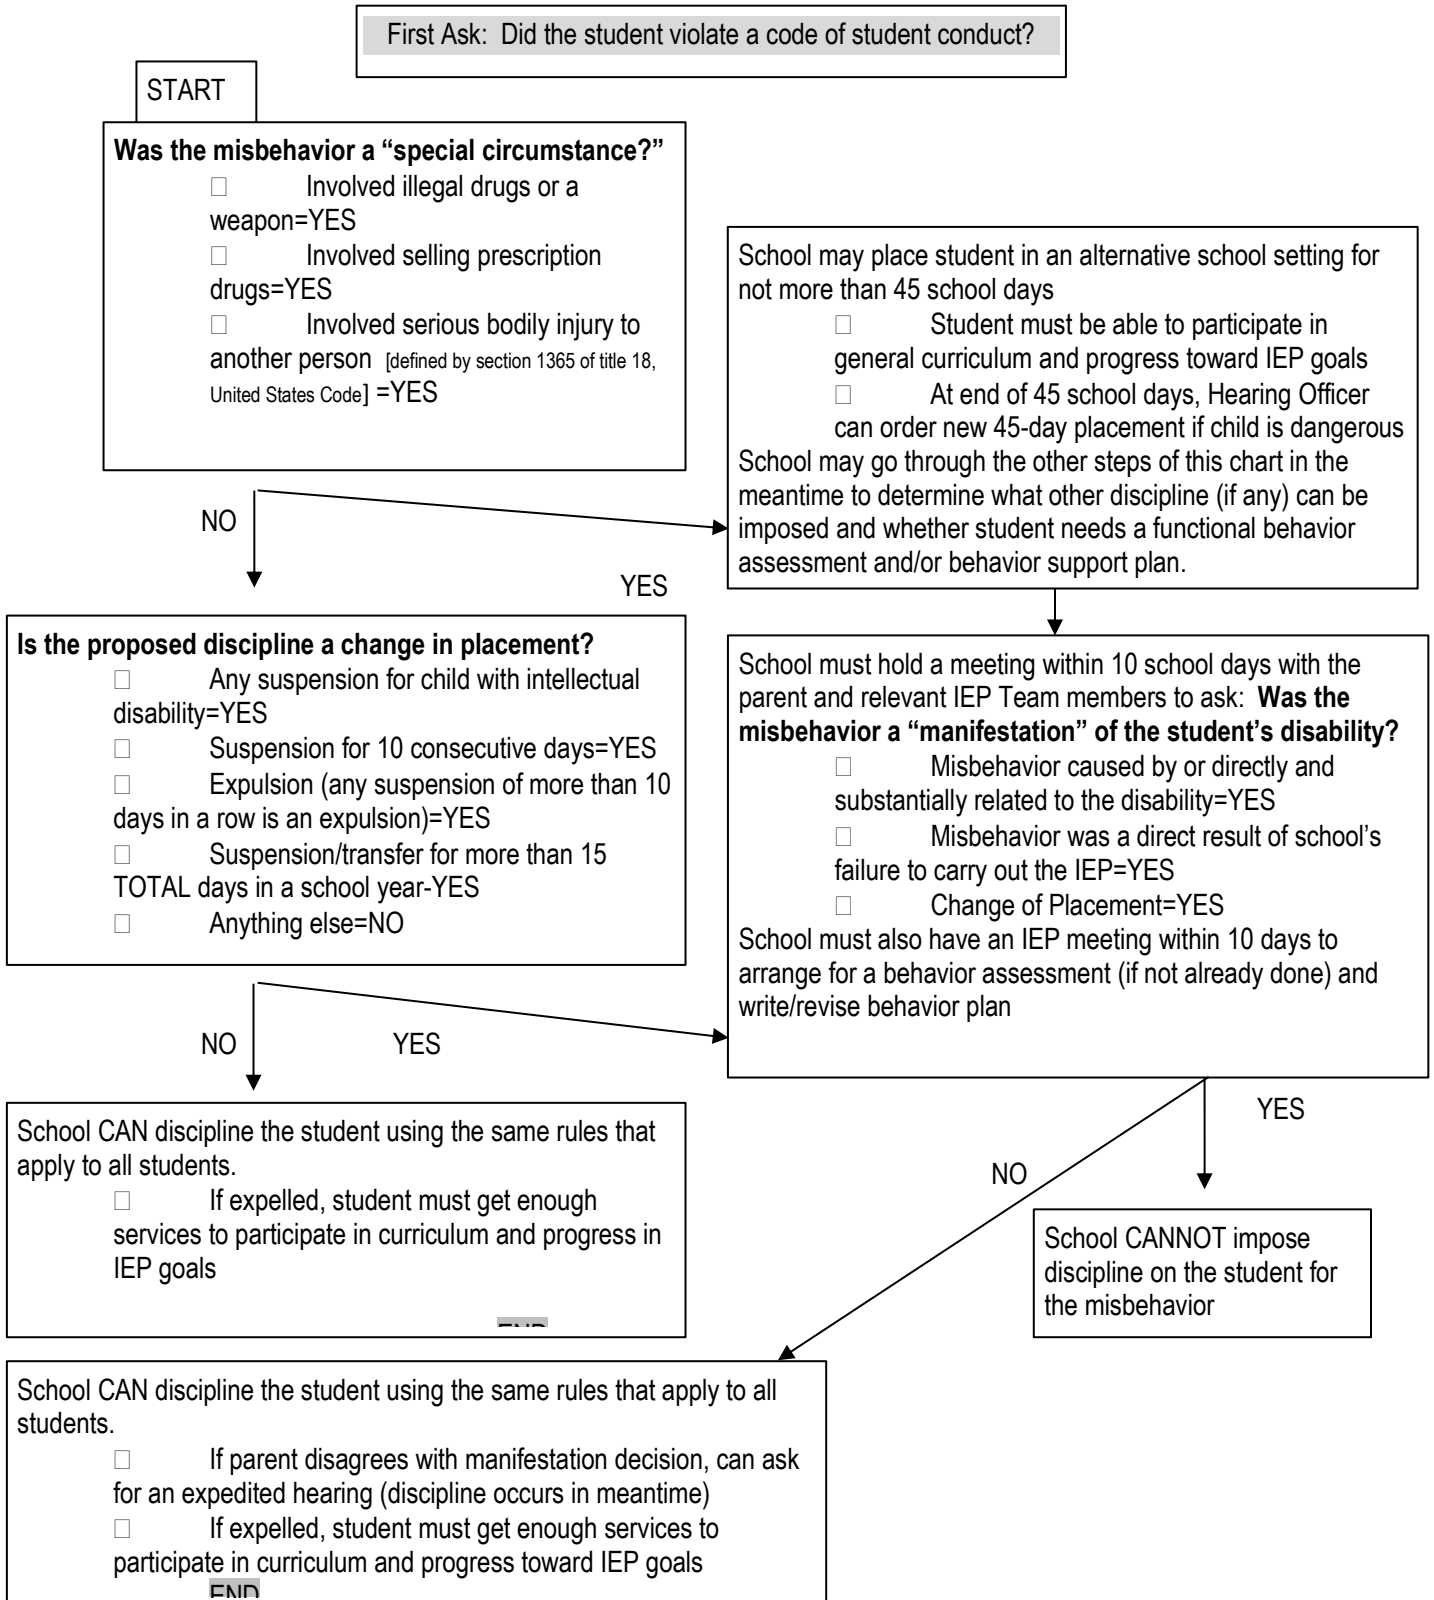 First Ask: Did the student violate a code of student conduct?
START
Was the misbehavior a “special circumstance?”
☐ Involved illegal drugs or a
weapon=YES
☐ Involved selling prescription
drugs=YES
☐ Involved serious bodily injury to
another person [defined by section 1365 of title 18,
United States Code] =YES
School may place student in an alternative school setting for
not more than 45 school days
☐ Student must be able to participate in
general curriculum and progress toward IEP goals
☐ At end of 45 school days, Hearing Officer
can order new 45-day placement if child is dangerous
School may go through the other steps of this chart in the
meantime to determine what other discipline (if any) can be
imposed and whether student needs a functional behavior
assessment and/or behavior support plan.
NO
YES
Is the proposed discipline a change in placement?
☐ Any suspension for child with intellectual
disability=YES
☐ Suspension for 10 consecutive days=YES
☐ Expulsion (any suspension of more than 10
days in a row is an expulsion)=YES
☐ Suspension/transfer for more than 15
TOTAL days in a school year-YES
☐ Anything else=NO
School must hold a meeting within 10 school days with the
parent and relevant IEP Team members to ask: Was the
misbehavior a “manifestation” of the student’s disability?
☐ Misbehavior caused by or directly and
substantially related to the disability=YES
☐ Misbehavior was a direct result of school’s
failure to carry out the IEP=YES
☐ Change of Placement=YES
School must also have an IEP meeting within 10 days to
arrange for a behavior assessment (if not already done) and
write/revise behavior plan
NO
YES
School CAN discipline the student using the same rules that
apply to all students.
☐ If expelled, student must get enough
services to participate in curriculum and progress in
IEP goals
END
YES
NO
School CANNOT impose
discipline on the student for
the misbehavior
School CAN discipline the student using the same rules that apply to all
students.
☐ If parent disagrees with manifestation decision, can ask
for an expedited hearing (discipline occurs in meantime)
☐ If expelled, student must get enough services to
participate in curriculum and progress toward IEP goals
END